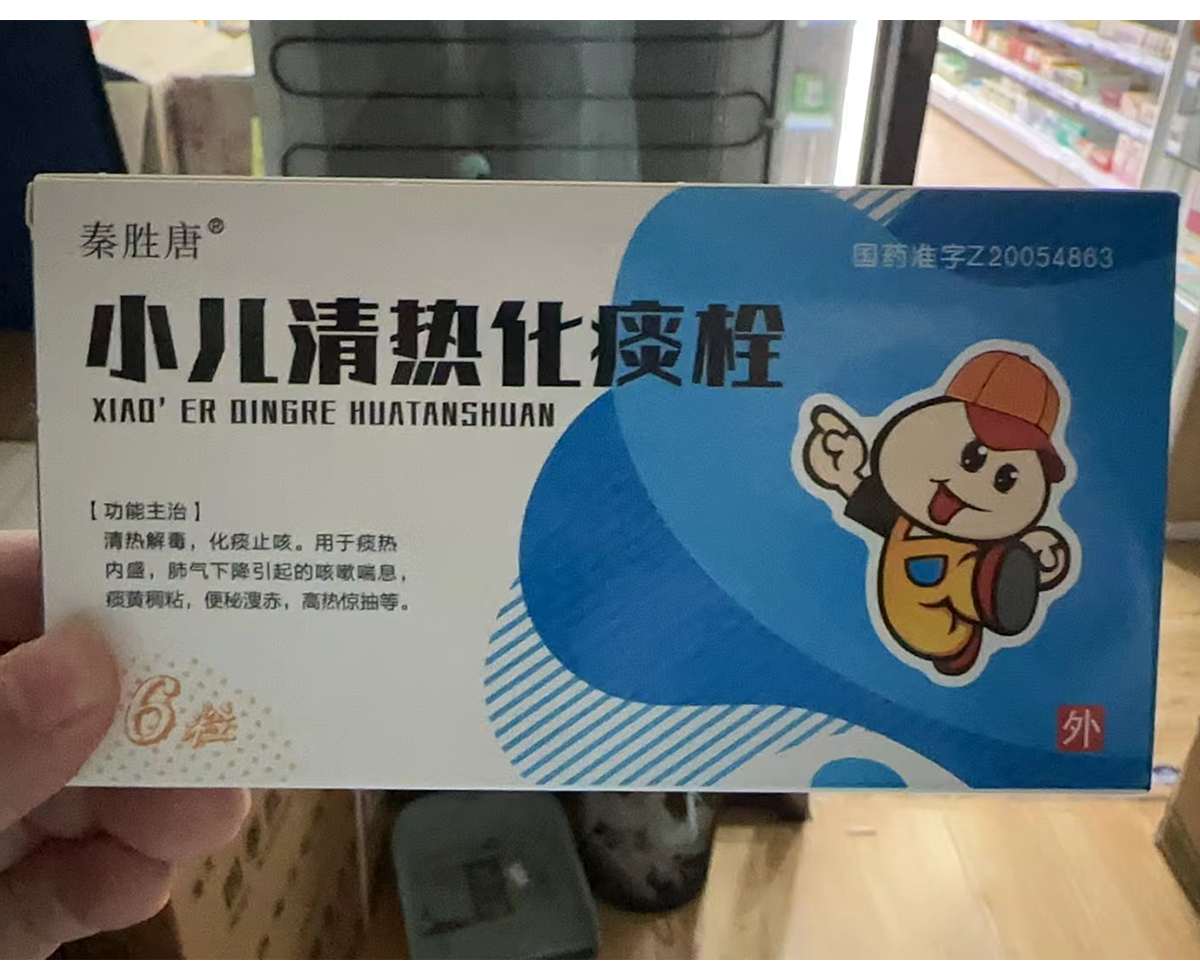 秦胜唐®
国药准字Z20054863
小儿清热化痰栓
XIAO' ER QINGRE HUATANSHUAN
【功能主治】
清热解毒，化痰止咳。用于痰热
内盛，肺气下降引起的咳嗽喘息，
痰黄稠粘，便秘溲赤，高热惊抽等。
6粒
外